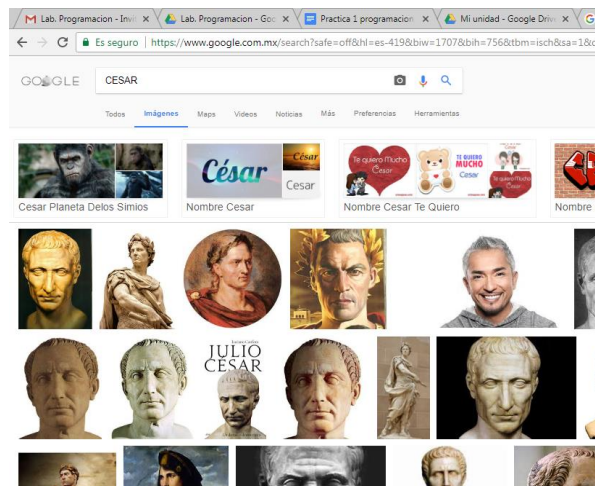 Lab. Programacion - Invit
Lab. Programacion - Goo
Practica 1 programacion
Mi unidad - Google Drive
Es seguro
https://www.google.com.mx/search?safe=off&hl=es-419&biw=1707&bih=756&tbm=isch&sa=1&
GOOGLE
CESAR
Todos Imágenes Maps Videos Noticias Más Preferencias Herramientas
César
César
Cesar
Te quiero Mucho
Cesar
TE QUIERO
MUCHO
Cesar
Cesar Planeta Delos Simios
Nombre Cesar
Nombre Cesar Te Quiero
Nombre
JULIO
CÉSAR